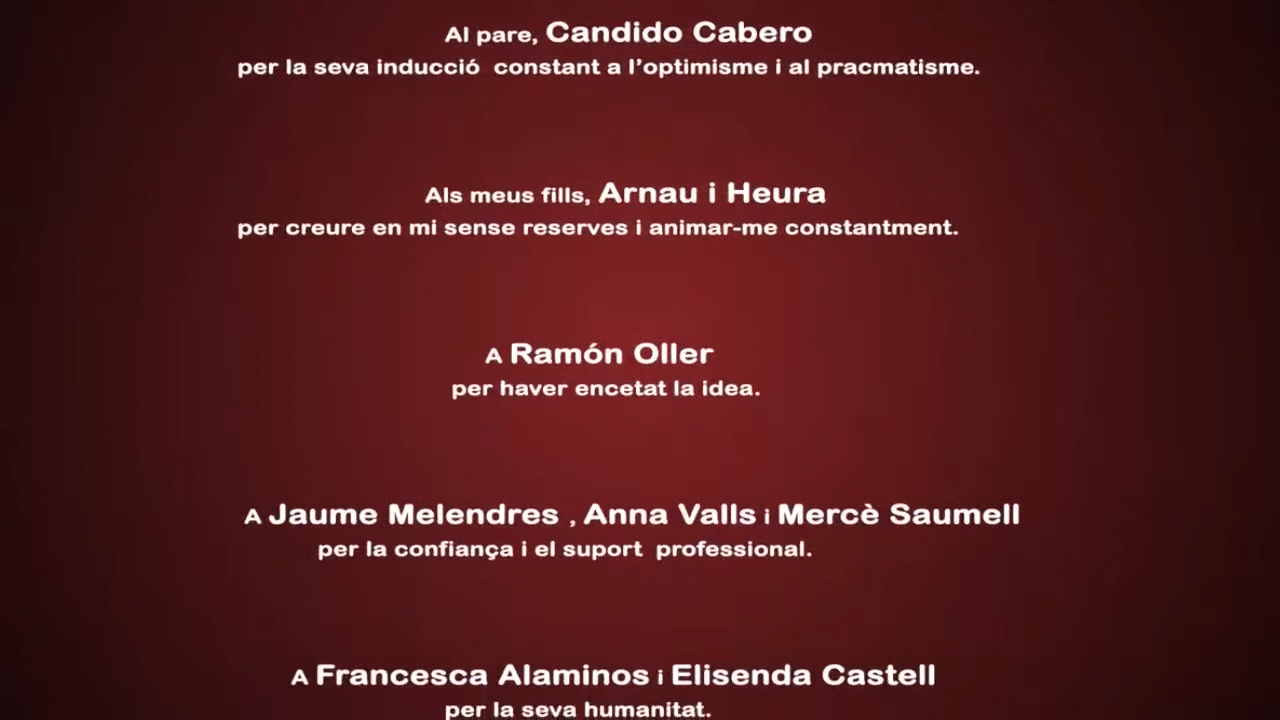 Al pare, Candido Cabero
per la seva inducció constant a l’optimisme i al pracmatisme.
Als meus fills, Arnau i Heura
per creure en mi sense reserves i animar-me constantment.
A Ramón Oller
per haver encetat la idea.
A Jaume Melendres , Anna Valls i Mercè Saumell
per la confiança i el suport professional.
A Francesca Alaminos i Elisenda Castell
per la seva humanitat.